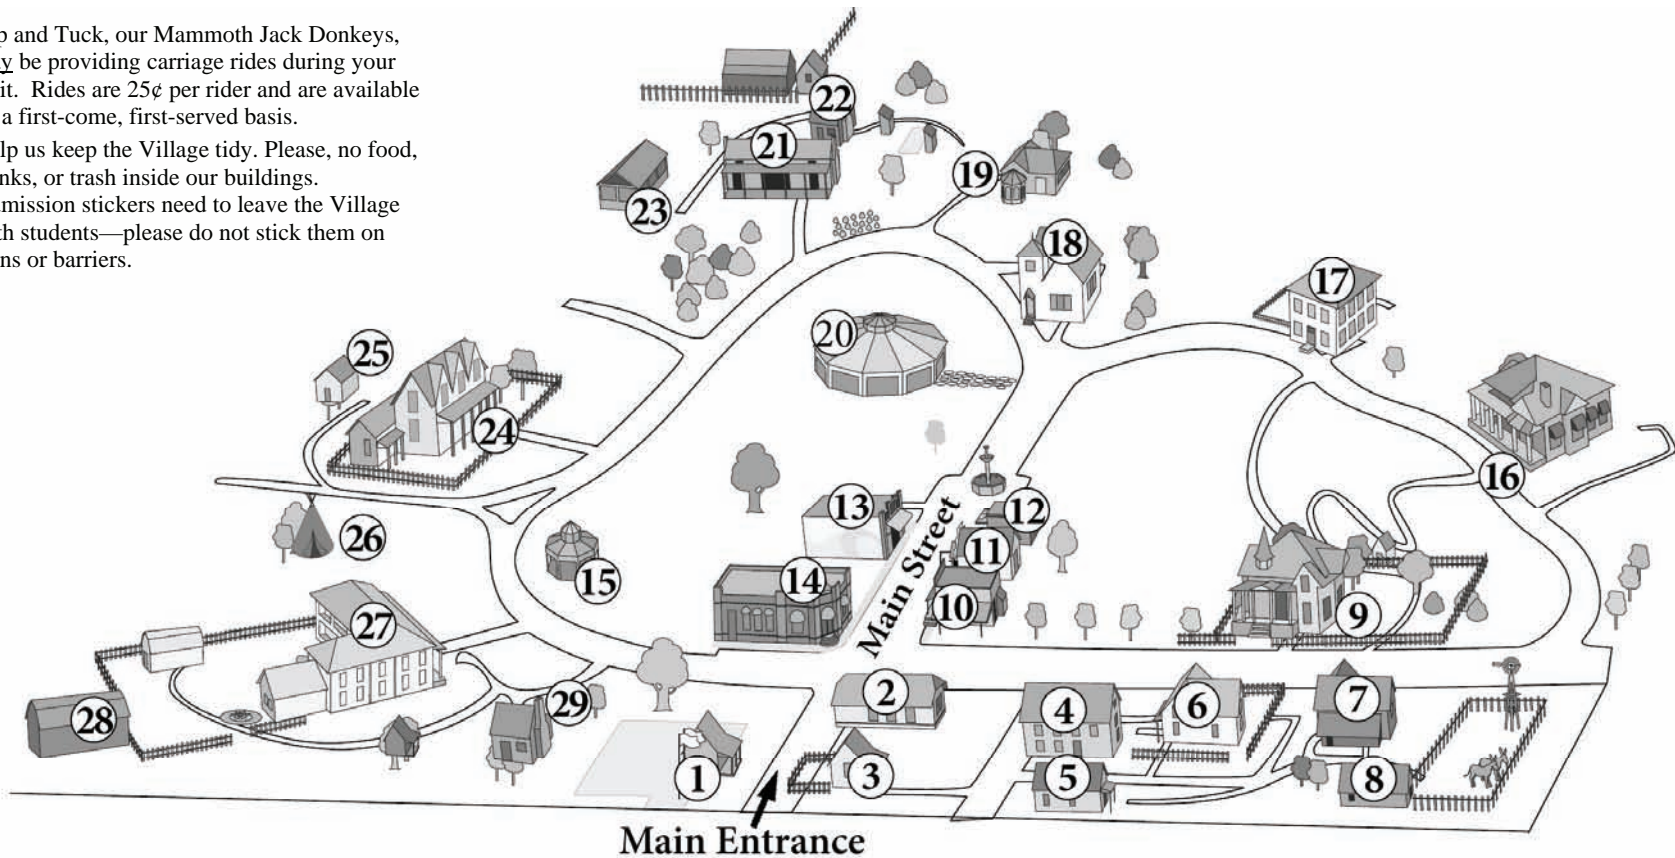 p and Tuck, our Mammoth Jack Donkeys,
y be providing carriage rides during your
it. Rides are 25¢ per rider and are available
a first-come, first-served basis.
lp us keep the Village tidy. Please, no food,
nks, or trash inside our buildings.
mission stickers need to leave the Village
th students—please do not stick them on
ns or barriers.
22
21
19
23
18
17
20
25
24
16
13
12
26
11
15
14
10
9
27
Main Street
28
29
2
4
6
7
1
3
5
8
Main Entrance